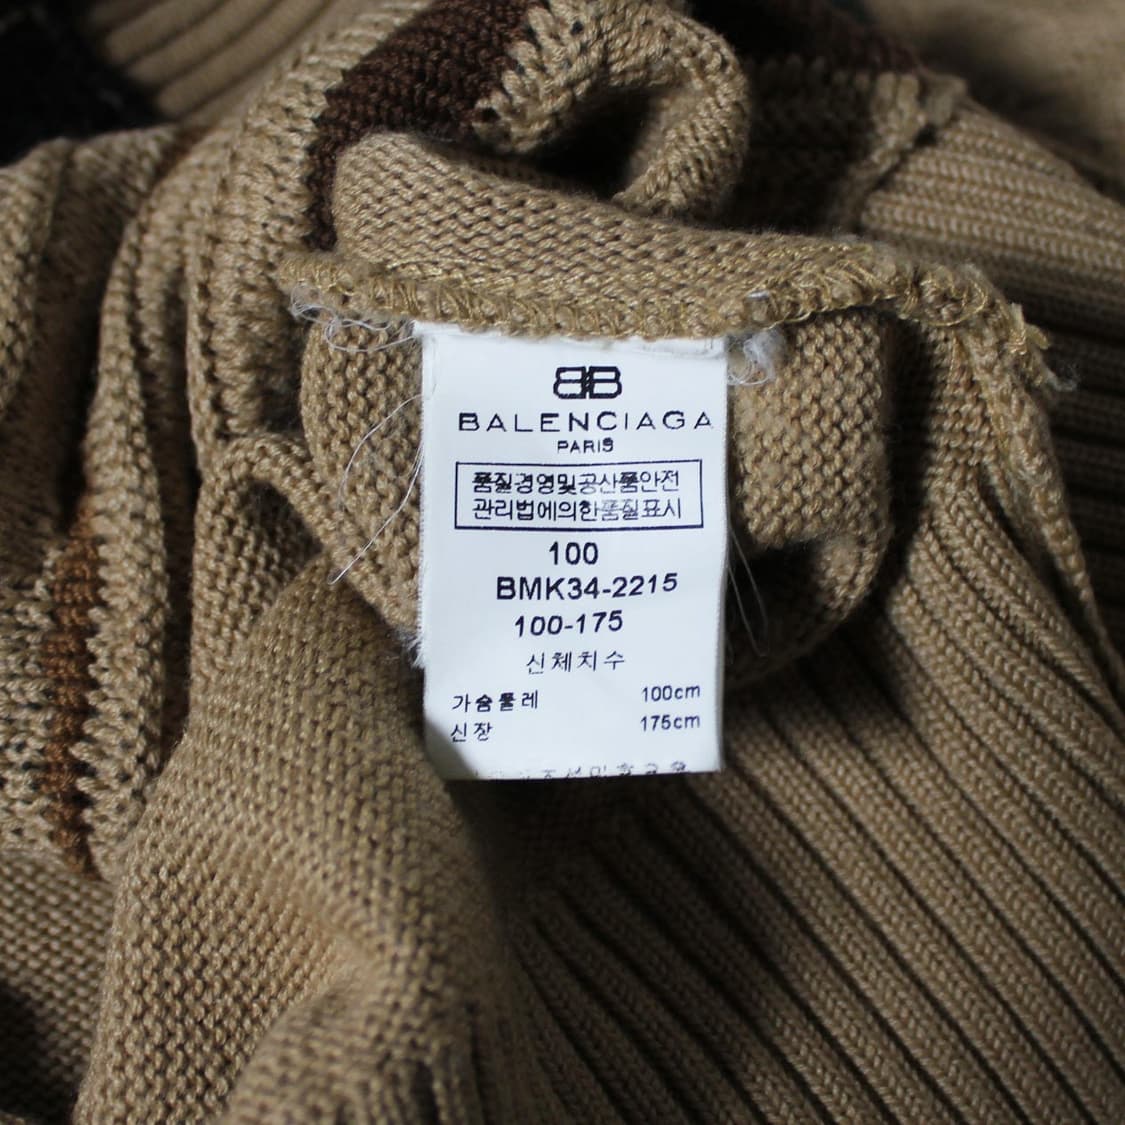 BB
BALENCIAGA
PARIS
품질경영및공산품안전
관리법에의한품질표시
100
BMK34-2215
100-175
신체치수
가슴둘레 100cm
신장 175cm